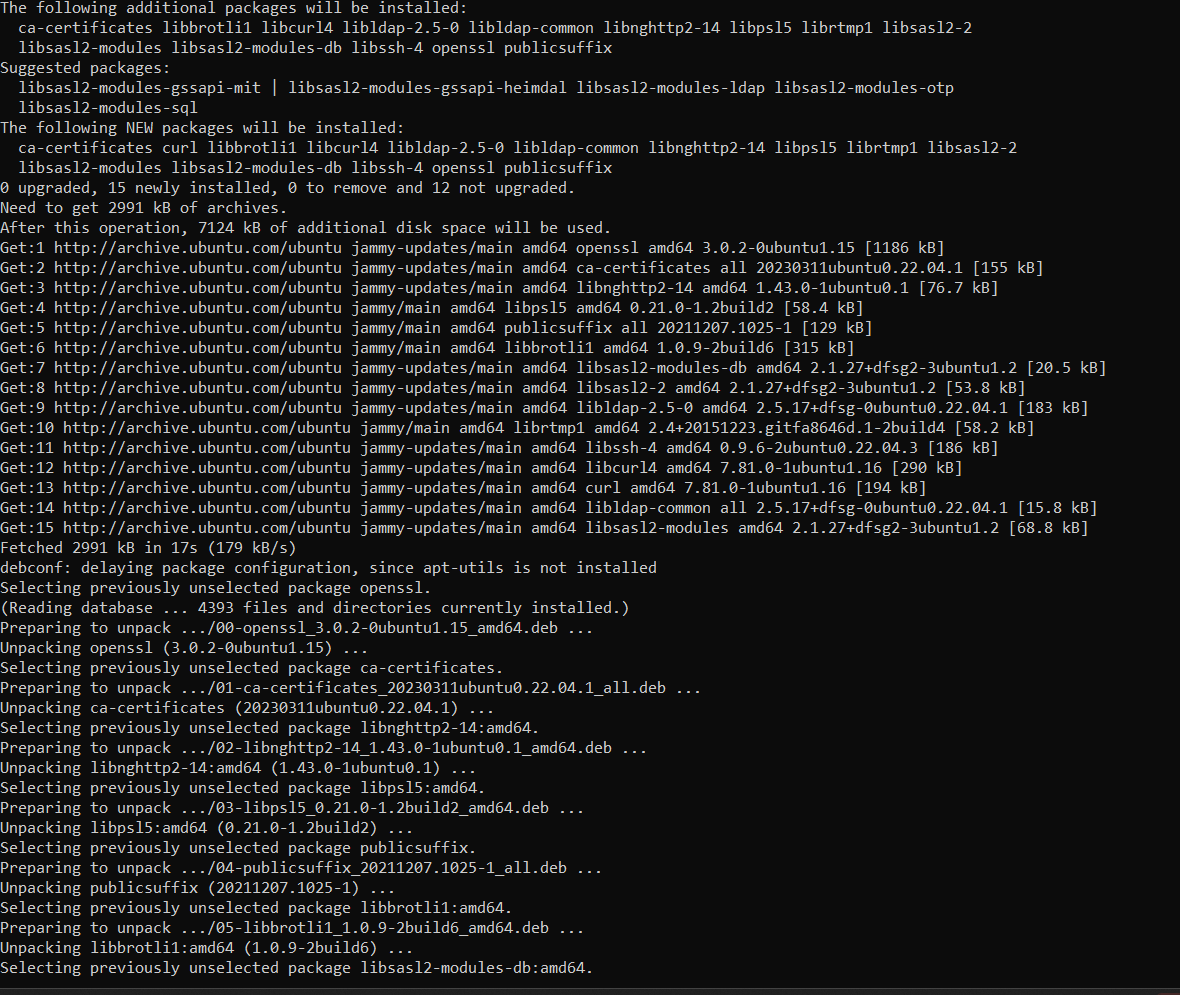 The following additional packages will be installed:
  ca-certificates libbrotli1 libcurl4 libldap-2.5-0 libldap-common libnghttp2-14 libpsl5 librtmp1 libsasl2-2
  libsasl2-modules libsasl2-modules-db libssh-4 openssl publicsuffix
Suggested packages:
  libsasl2-modules-gssapi-mit | libsasl2-modules-gssapi-heimdal libsasl2-modules-ldap libsasl2-modules-otp
  libsasl2-modules-sql
The following NEW packages will be installed:
  ca-certificates curl libbrotli1 libcurl4 libldap-2.5-0 libldap-common libnghttp2-14 libpsl5 librtmp1 libsasl2-2
  libsasl2-modules libsasl2-modules-db libssh-4 openssl publicsuffix
0 upgraded, 15 newly installed, 0 to remove and 12 not upgraded.
Need to get 2991 kB of archives.
After this operation, 7124 kB of additional disk space will be used.
Get:1 http://archive.ubuntu.com/ubuntu jammy-updates/main amd64 openssl amd64 3.0.2-0ubuntu1.15 [1186 kB]
Get:2 http://archive.ubuntu.com/ubuntu jammy-updates/main amd64 ca-certificates all 20230311ubuntu0.22.04.1 [155 kB]
Get:3 http://archive.ubuntu.com/ubuntu jammy-updates/main amd64 libnghttp2-14 amd64 1.43.0-1ubuntu0.1 [76.7 kB]
Get:4 http://archive.ubuntu.com/ubuntu jammy/main amd64 libpsl5 amd64 0.21.0-1.2build2 [58.4 kB]
Get:5 http://archive.ubuntu.com/ubuntu jammy/main amd64 publicsuffix all 20211207.1025-1 [129 kB]
Get:6 http://archive.ubuntu.com/ubuntu jammy/main amd64 libbrotli1 amd64 1.0.9-2build6 [315 kB]
Get:7 http://archive.ubuntu.com/ubuntu jammy-updates/main amd64 libsasl2-modules-db amd64 2.1.27+dfsg2-3ubuntu1.2 [20.5 kB]
Get:8 http://archive.ubuntu.com/ubuntu jammy-updates/main amd64 libsasl2-2 amd64 2.1.27+dfsg2-3ubuntu1.2 [53.8 kB]
Get:9 http://archive.ubuntu.com/ubuntu jammy-updates/main amd64 libldap-2.5-0 amd64 2.5.17+dfsg-0ubuntu0.22.04.1 [183 kB]
Get:10 http://archive.ubuntu.com/ubuntu jammy/main amd64 librtmp1 amd64 2.4+20151223.gitfa8646d.1-2build4 [58.2 kB]
Get:11 http://archive.ubuntu.com/ubuntu jammy-updates/main amd64 libssh-4 amd64 0.9.6-2ubuntu0.22.04.3 [186 kB]
Get:12 http://archive.ubuntu.com/ubuntu jammy-updates/main amd64 libcurl4 amd64 7.81.0-1ubuntu1.16 [290 kB]
Get:13 http://archive.ubuntu.com/ubuntu jammy-updates/main amd64 curl amd64 7.81.0-1ubuntu1.16 [194 kB]
Get:14 http://archive.ubuntu.com/ubuntu jammy-updates/main amd64 libldap-common all 2.5.17+dfsg-0ubuntu0.22.04.1 [15.8 kB]
Get:15 http://archive.ubuntu.com/ubuntu jammy-updates/main amd64 libsasl2-modules amd64 2.1.27+dfsg2-3ubuntu1.2 [68.8 kB]
Fetched 2991 kB in 17s (179 kB/s)
debconf: delaying package configuration, since apt-utils is not installed
Selecting previously unselected package openssl.
(Reading database ... 4393 files and directories currently installed.)
Preparing to unpack .../00-openssl_3.0.2-0ubuntu1.15_amd64.deb ...
Unpacking openssl (3.0.2-0ubuntu1.15) ...
Selecting previously unselected package ca-certificates.
Preparing to unpack .../01-ca-certificates_20230311ubuntu0.22.04.1_all.deb ...
Unpacking ca-certificates (20230311ubuntu0.22.04.1) ...
Selecting previously unselected package libnghttp2-14:amd64.
Preparing to unpack .../02-libnghttp2-14_1.43.0-1ubuntu0.1_amd64.deb ...
Unpacking libnghttp2-14:amd64 (1.43.0-1ubuntu0.1) ...
Selecting previously unselected package libpsl5:amd64.
Preparing to unpack .../03-libpsl5_0.21.0-1.2build2_amd64.deb ...
Unpacking libpsl5:amd64 (0.21.0-1.2build2) ...
Selecting previously unselected package publicsuffix.
Preparing to unpack .../04-publicsuffix_20211207.1025-1_all.deb ...
Unpacking publicsuffix (20211207.1025-1) ...
Selecting previously unselected package libbrotli1:amd64.
Preparing to unpack .../05-libbrotli1_1.0.9-2build6_amd64.deb ...
Unpacking libbrotli1:amd64 (1.0.9-2build6) ...
Selecting previously unselected package libsasl2-modules-db:amd64.